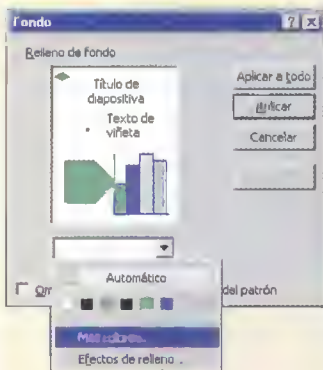 Fondo
Relleno de fondo
Título de
diapositiva
• Texto de
viñeta
Aplicar a todo
Aplicar
Cancelar
del patrón
Automático
Más colores...
Efectos de relleno...